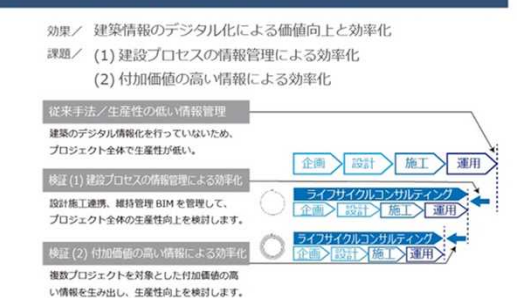 効果／ 建築情報のデジタル化による価値向上と効率化
課題／ (1) 建設プロセスの情報管理による効率化
(2) 付加価値の高い情報による効率化
従来手法／生産性の低い情報管理
建築のデジタル情報化を行っていないため、
プロジェクト全体で生産性が低い。
企画 設計 施工 運用
検証(1) 建設プロセスの情報管理による効率化
設計施工連携、維持管理 BIM を管理して、
プロジェクト全体の生産性向上を検討します。
ライフサイクルコンサルティング
企画 設計 施工 運用
検証(2) 付加価値の高い情報による効率化
複数プロジェクトを対象とした付加価値の高
い情報を生み出し、生産性向上を検討します。
ライフサイクルコンサルティング
企画 設計 施工 運用